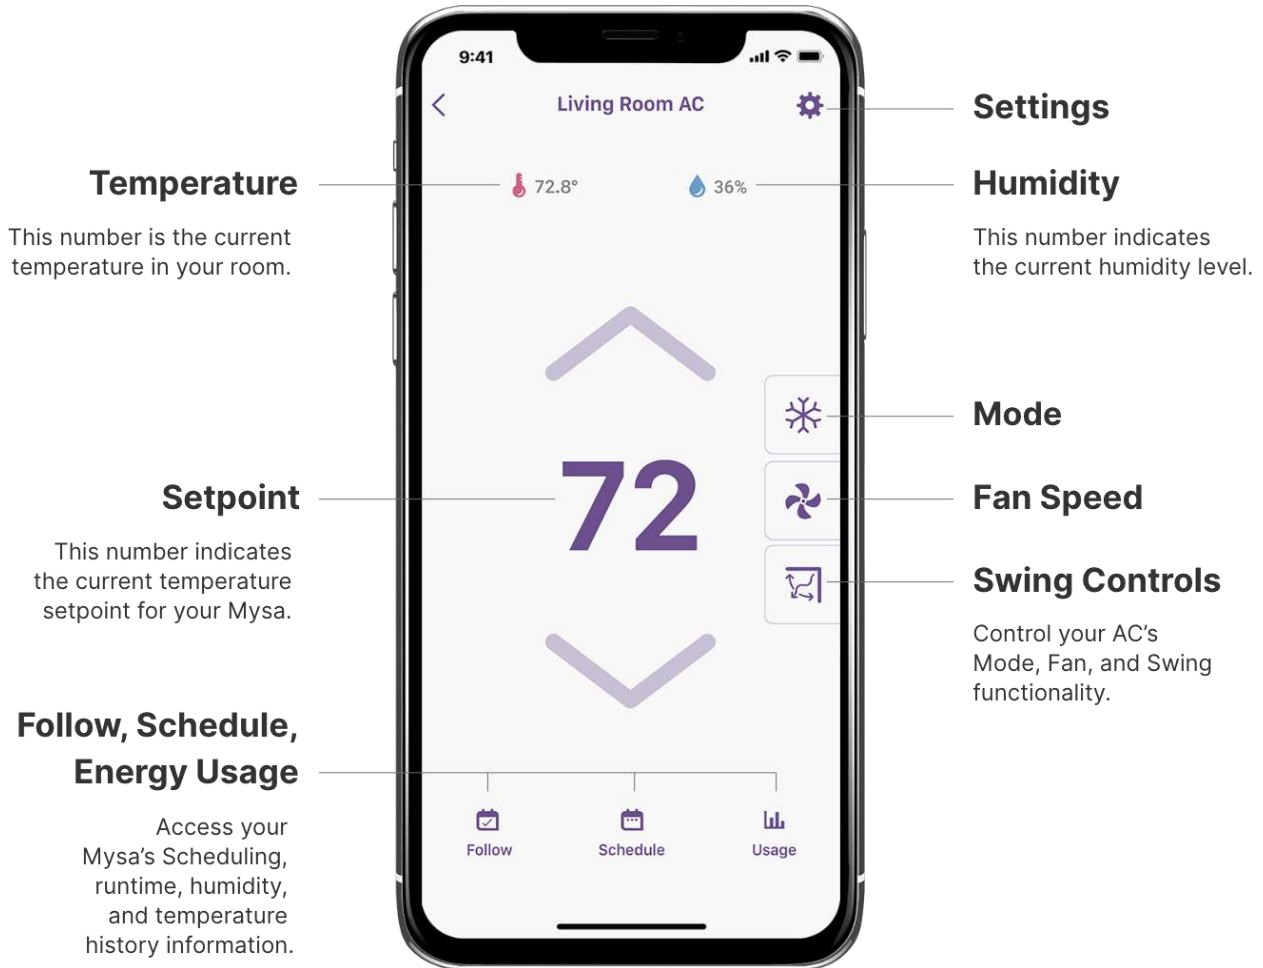 9:41
Living Room AC
Settings
Temperature
72.8°
36%
Humidity
This number is the current
temperature in your room.
This number indicates
the current humidity level.
Mode
Setpoint
72
Fan Speed
This number indicates
the current temperature
setpoint for your Mysa.
Swing Controls
Control your AC’s
Mode, Fan, and Swing
functionality.
Follow, Schedule,
Energy Usage
Access your
Mysa’s Scheduling,
runtime, humidity,
and temperature
history information.
Follow
Schedule
Usage